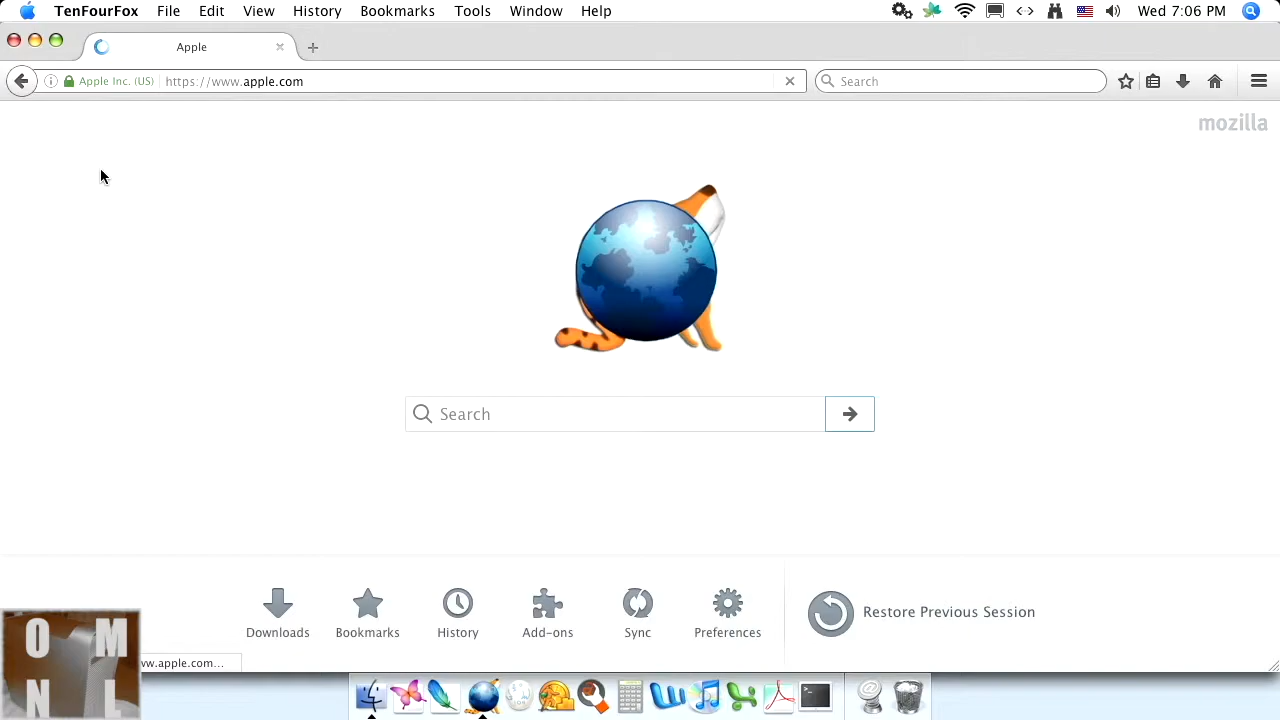 TenFourFox File Edit View History Bookmarks Tools Window Help Wed 7:06 PM
Apple
Apple Inc. (US) https://www.apple.com Search
mozilla
Search
Downloads Bookmarks History Add-ons Sync Preferences Restore Previous Session
ww.apple.com...
O M
N L